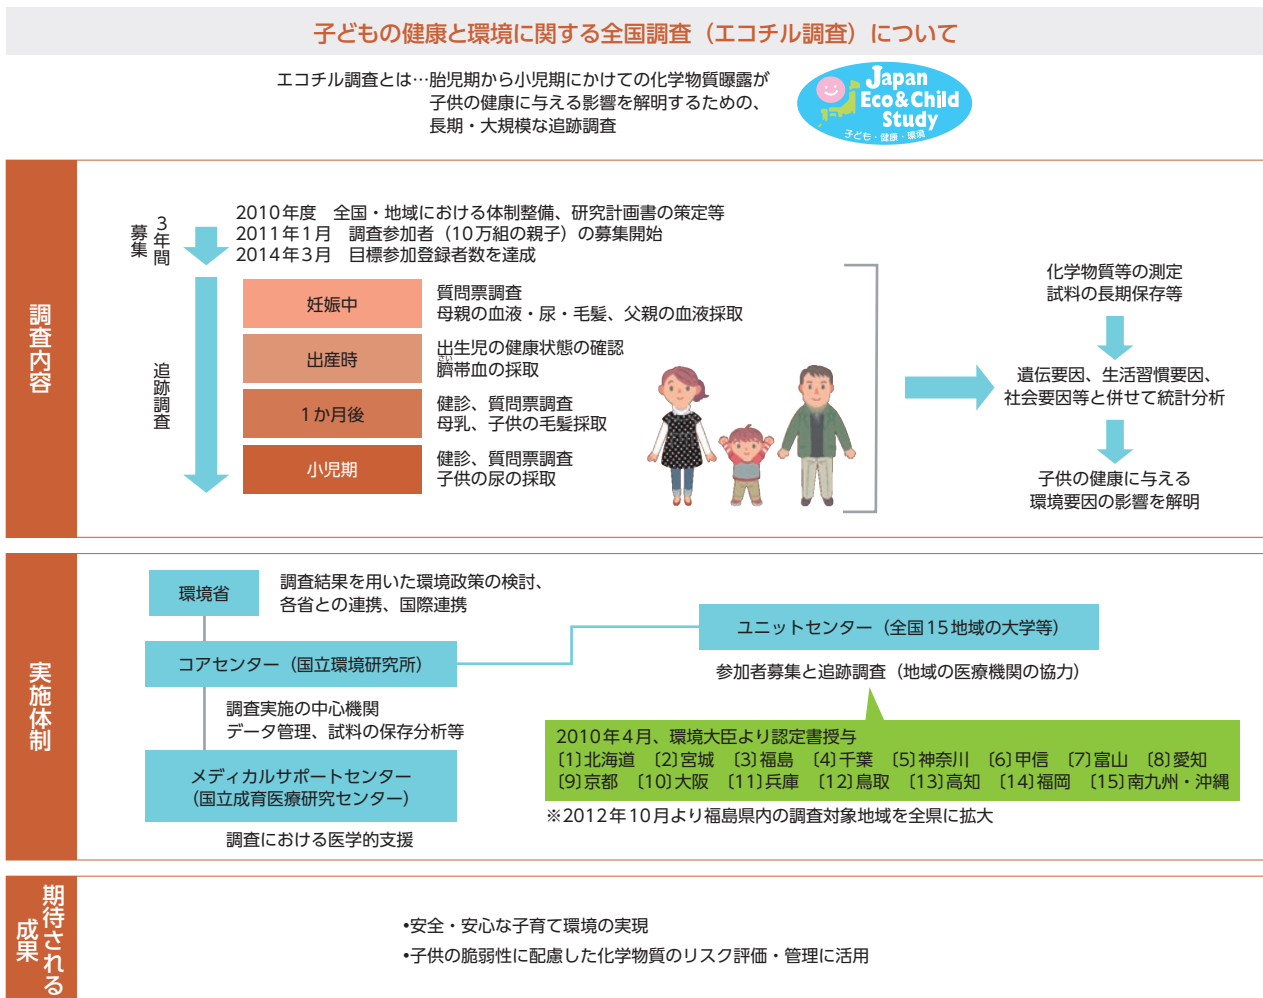 子どもの健康と環境に関する全国調査（エコチル調査）について
エコチル調査とは…胎児期から小児期にかけての化学物質曝露が
子供の健康に与える影響を解明するための、
長期・大規模な追跡調査
Japan
Eco&Child
Study
子ども・健康・環境
調査内容
3年間
募集
2010年度　全国・地域における体制整備、研究計画書の策定等
2011年1月　調査参加者（10万組の親子）の募集開始
2014年3月　目標参加登録者数を達成
追跡調査
妊娠中
質問票調査
母親の血液・尿・毛髪、父親の血液採取
出産時
出生児の健康状態の確認
さい
臍帯血の採取
1か月後
健診、質問票調査
母乳、子供の毛髪採取
小児期
健診、質問票調査
子供の尿の採取
化学物質等の測定
試料の長期保存等
遺伝要因、生活習慣要因、
社会要因等と併せて統計分析
子供の健康に与える
環境要因の影響を解明
実施体制
環境省
調査結果を用いた環境政策の検討、
各省との連携、国際連携
コアセンター（国立環境研究所）
調査実施の中心機関
データ管理、試料の保存分析等
メディカルサポートセンター
（国立成育医療研究センター）
調査における医学的支援
ユニットセンター（全国15地域の大学等）
参加者募集と追跡調査（地域の医療機関の協力）
2010年4月、環境大臣より認定書授与
〔1〕北海道　〔2〕宮城　〔3〕福島　〔4〕千葉　〔5〕神奈川　〔6〕甲信　〔7〕富山　〔8〕愛知
〔9〕京都　〔10〕大阪　〔11〕兵庫　〔12〕鳥取　〔13〕高知　〔14〕福岡　〔15〕南九州・沖縄
※2012年10月より福島県内の調査対象地域を全県に拡大
期待される
成果
•安全・安心な子育て環境の実現
•子供の脆弱性に配慮した化学物質のリスク評価・管理に活用